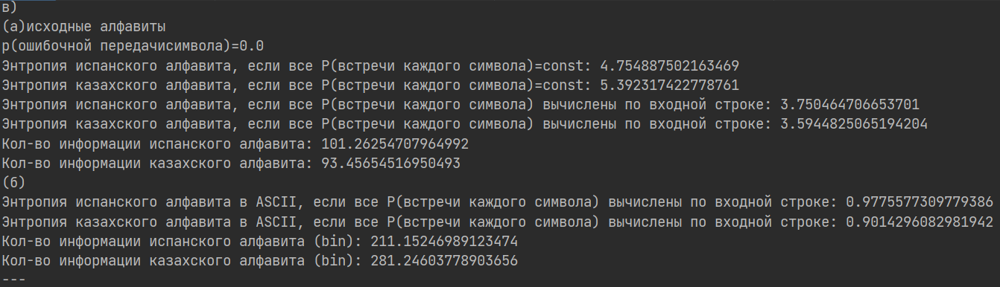 в)
(а)исходные алфавиты
p(ошибочной передачисимвола)=0.0
Энтропия испанского алфавита, если все P(встречи каждого символа)=const: 4.754887502163469
Энтропия казахского алфавита, если все P(встречи каждого символа)=const: 5.392317422778761
Энтропия испанского алфавита, если все P(встречи каждого символа) вычислены по входной строке: 3.750464706653701
Энтропия казахского алфавита, если все P(встречи каждого символа) вычислены по входной строке: 3.5944825065194204
Кол-во информации испанского алфавита: 101.26254707964992
Кол-во информации казахского алфавита: 93.45654516950493
(б)
Энтропия испанского алфавита в ASCII, если все P(встречи каждого символа) вычислены по входной строке: 0.9775577309779386
Энтропия казахского алфавита в ASCII, если все P(встречи каждого символа) вычислены по входной строке: 0.9014296082981942
Кол-во информации испанского алфавита (bin): 211.15246989123474
Кол-во информации казахского алфавита (bin): 281.24603778903656
---